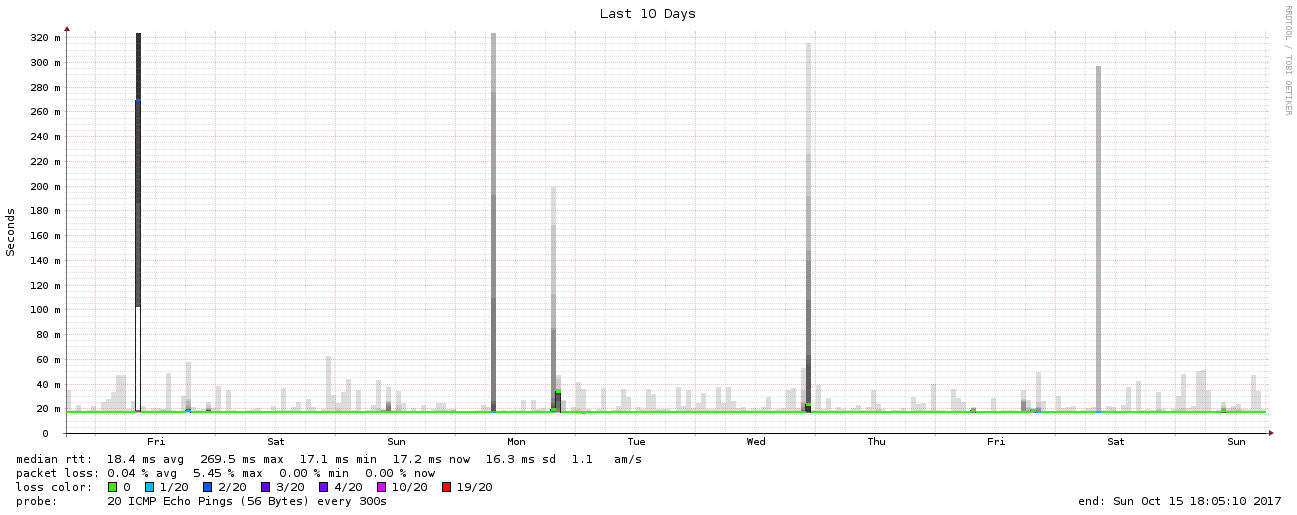 Last 10 Days
RRDTOOL / TOBI OETIKER
Seconds
320 m
300 m
280 m
260 m
240 m
220 m
200 m
180 m
160 m
140 m
120 m
100 m
80 m
60 m
40 m
20 m
0
Fri Sat Sun Mon Tue Wed Thu Fri Sat Sun
median rtt: 18.4 ms avg 269.5 ms max 17.1 ms min 17.2 ms now 16.3 ms sd 1.1 am/s
packet loss: 0.04 % avg 5.45 % max 0.00 % min 0.00 % now
loss color: 0 1/20 2/20 3/20 4/20 10/20 19/20
probe: 20 ICMP Echo Pings (56 Bytes) every 300s end: Sun Oct 15 18:05:10 2017